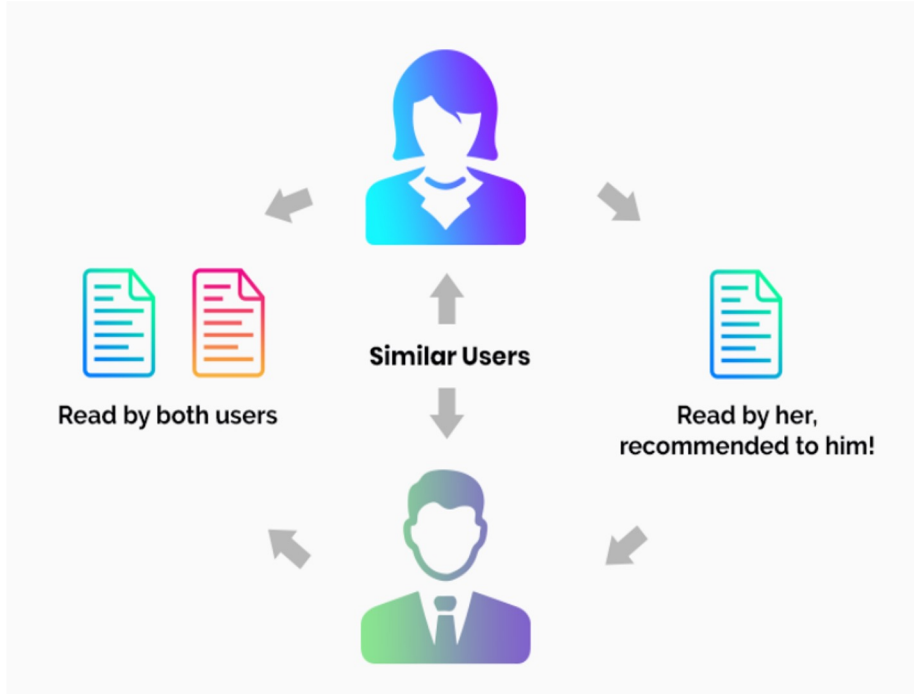 Similar Users
Read by both users
Read by her,
recommended to him!